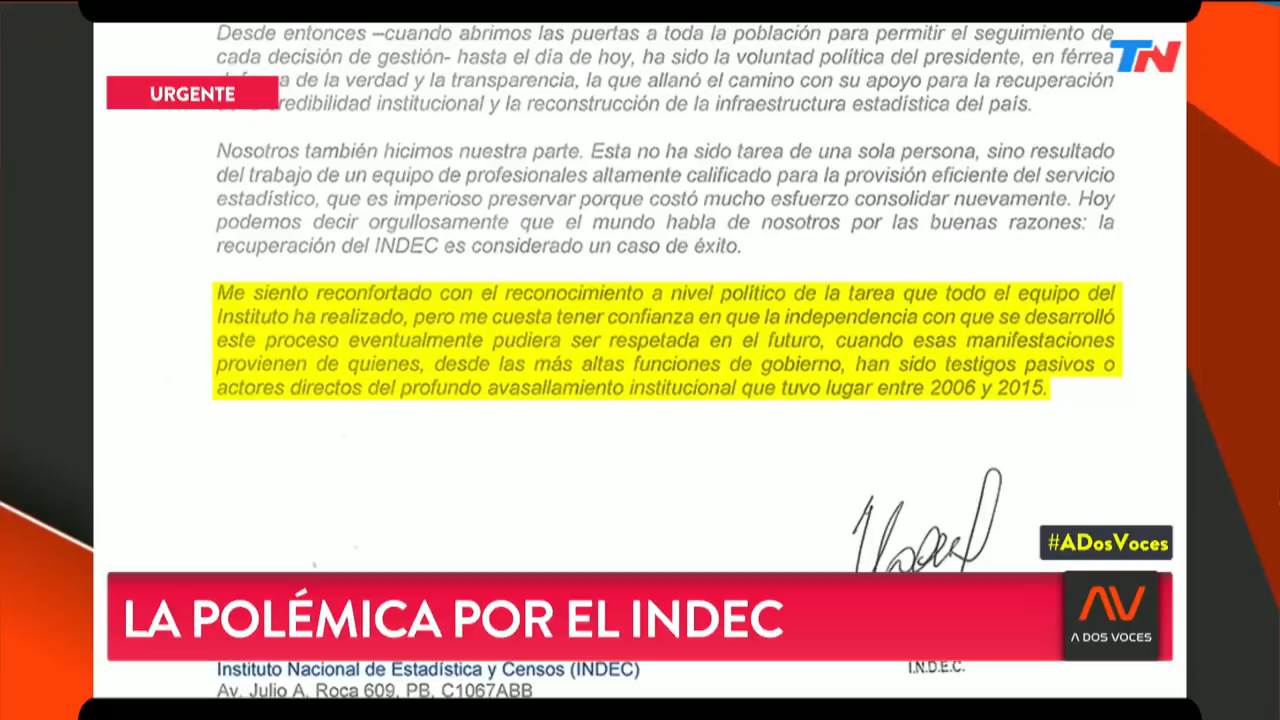 Desde entonces –cuando abrimos las puertas a toda la población para permitir el seguimiento de
cada decisión de gestión- hasta el día de hoy, ha sido la voluntad política del presidente, en férrea
TN
de la verdad y la transparencia, la que allanó el camino con su apoyo para la recuperación
URGENTE
credibilidad institucional y la reconstrucción de la infraestructura estadística del país.
Nosotros también hicimos nuestra parte. Esta no ha sido tarea de una sola persona, sino resultado
del trabajo de un equipo de profesionales altamente calificado para la provisión eficiente del servicio
estadístico, que es imperioso preservar porque costó mucho esfuerzo consolidar nuevamente. Hoy
podemos decir orgullosamente que el mundo habla de nosotros por las buenas razones: la
recuperación del INDEC es considerado un caso de éxito.
Me siento reconfortado con el reconocimiento a nivel político de la tarea que todo el equipo del
Instituto ha realizado, pero me cuesta tener confianza en que la independencia con que se desarrolló
este proceso eventualmente pudiera ser respetada en el futuro, cuando esas manifestaciones
provienen de quienes, desde las más altas funciones de gobierno, han sido testigos pasivos o
actores directos del profundo avasallamiento institucional que tuvo lugar entre 2006 y 2015.
#ADosVoces
LA POLÉMICA POR EL INDEC
AV
A DOS VOCES
Instituto Nacional de Estadística y Censos (INDEC)
I.N.D.E.C.
Av. Julio A. Roca 609, PB, C1067ABB